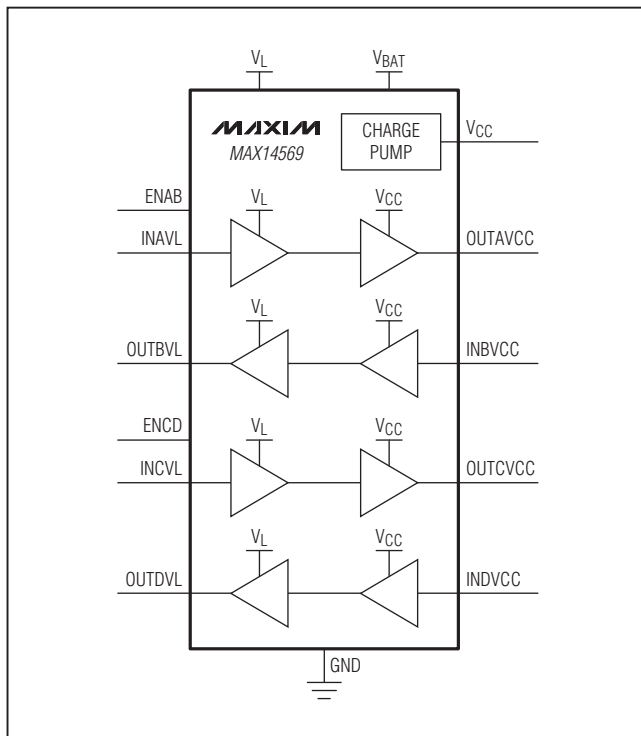 VL VBAT
MAXIM
MAX14569
CHARGE
PUMP
VCC
ENAB
VL VCC
INAVL OUTAVCC
VL VCC
OUTBVL INBVCC
ENCD
VL VCC
INCVL OUTCVCC
VL VCC
OUTDVL INDVCC
GND